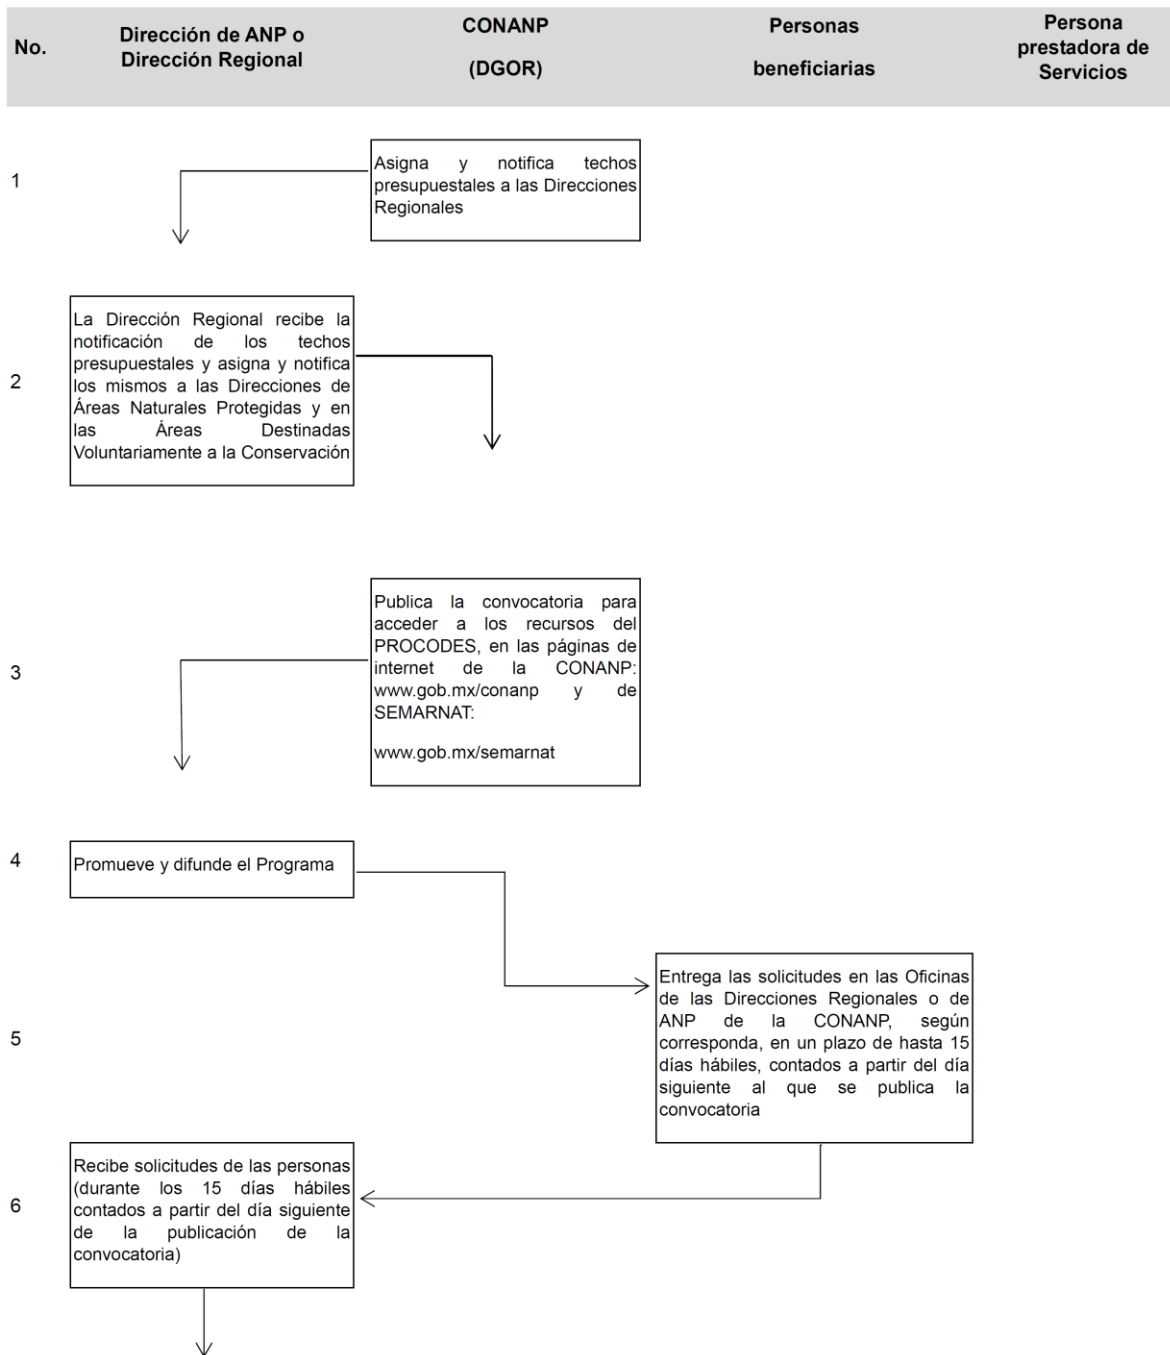 No.
Dirección de ANP o
Dirección Regional
CONANP
(DGOR)
Personas
beneficiarias
Persona
prestadora de
Servicios
1
Asigna y notifica techos
presupuestales a las Direcciones
Regionales
2
La Dirección Regional recibe la
notificación de los techos
presupuestales y asigna y notifica
los mismos a las Direcciones de
Áreas Naturales Protegidas y en
las Áreas Destinadas
Voluntariamente a la Conservación
3
Publica la convocatoria para
acceder a los recursos del
PROCODES, en las páginas de
internet de la CONANP:
www.gob.mx/conanp y de
SEMARNAT:
www.gob.mx/semarnat
4
Promueve y difunde el Programa
5
Entrega las solicitudes en las Oficinas
de las Direcciones Regionales o de
ANP de la CONANP, según
corresponda, en un plazo de hasta 15
días hábiles, contados a partir del día
siguiente al que se publica la
convocatoria
6
Recibe solicitudes de las personas
(durante los 15 días hábiles
contados a partir del día siguiente
de la publicación de la
convocatoria)